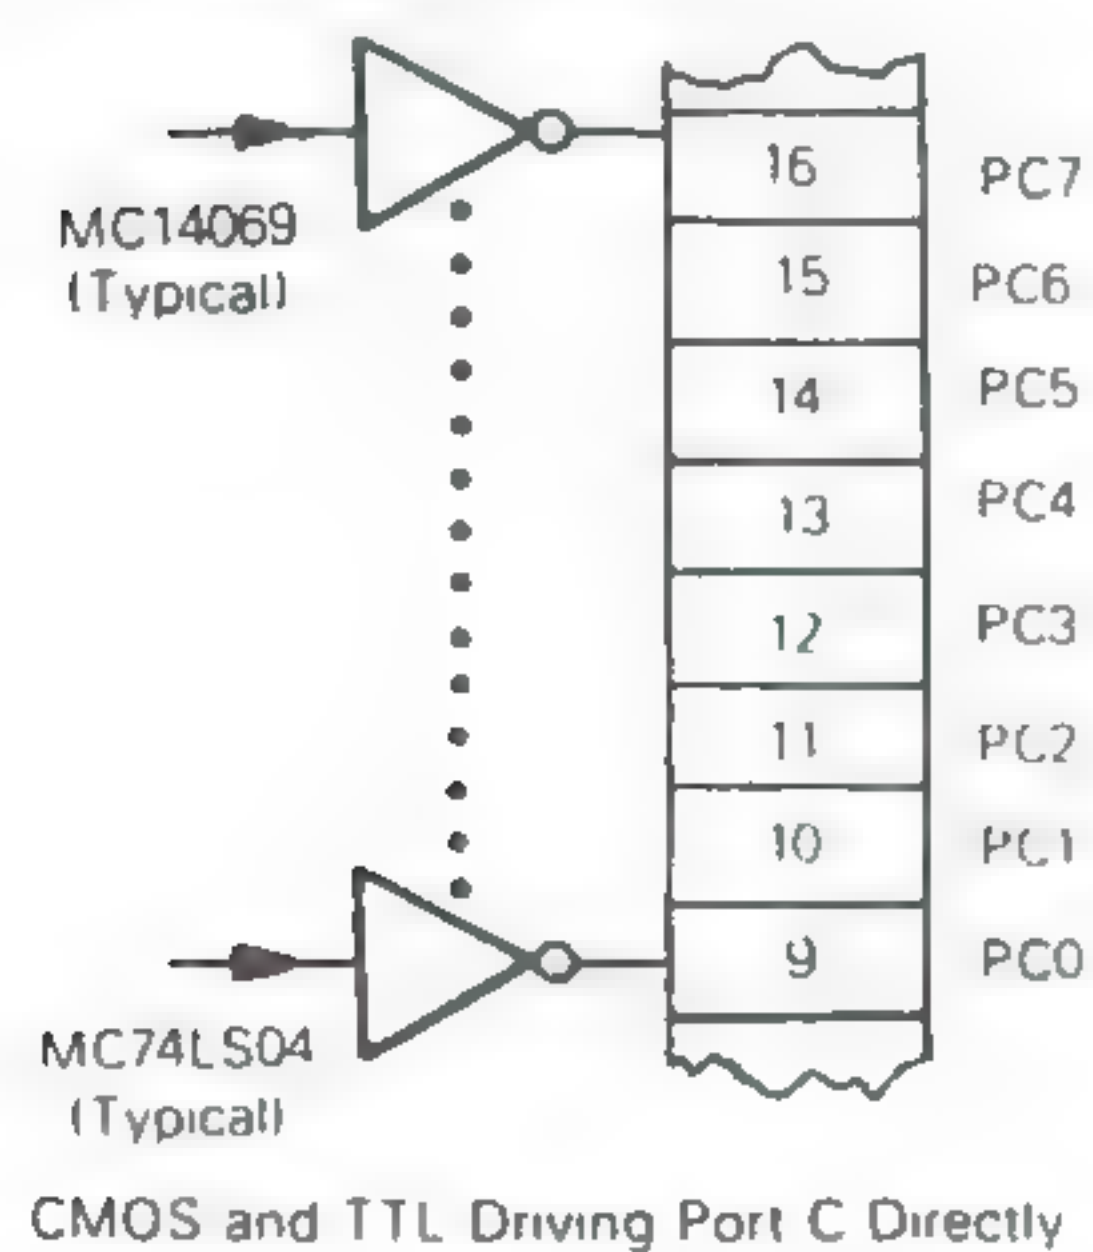 16 PC7
MC14069
(Typical)
15 PC6
14 PC5
13 PC4
12 PC3
11 PC2
10 PC1
9 PC0
MC74LS04
(Typical)
CMOS and TTL Driving Port C Directly